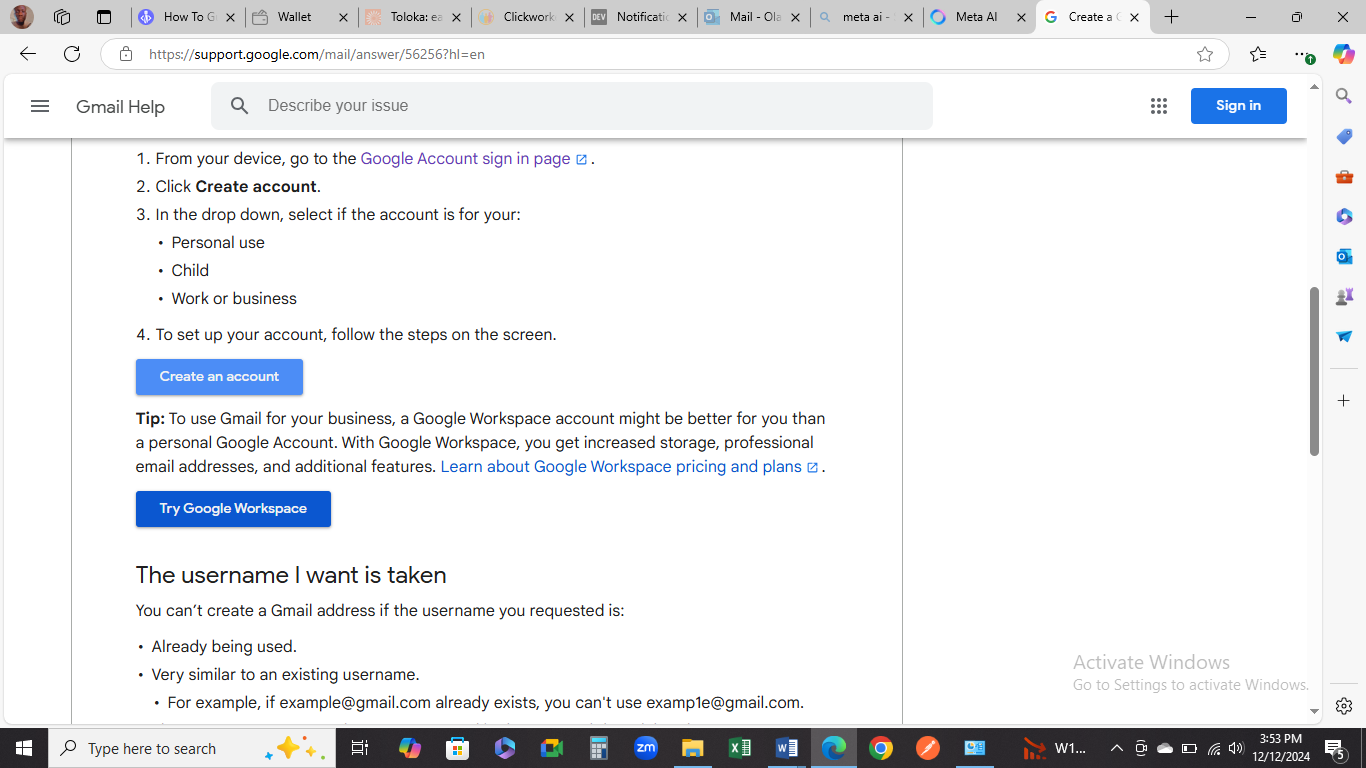 How To G
Wallet
Toloka: ea
Clickwork
DEV
Notificatio
Mail - Ola
meta ai -
Meta AI
G
Create a G
https://support.google.com/mail/answer/56256?hl=en
Gmail Help
Describe your issue
Sign in
1. From your device, go to the Google Account sign in page .
2. Click Create account.
3. In the drop down, select if the account is for your:
• Personal use
• Child
• Work or business
4. To set up your account, follow the steps on the screen.
Create an account
Tip: To use Gmail for your business, a Google Workspace account might be better for you than
a personal Google Account. With Google Workspace, you get increased storage, professional
email addresses, and additional features. Learn about Google Workspace pricing and plans .
Try Google Workspace
The username I want is taken
You can’t create a Gmail address if the username you requested is:
• Already being used.
• Very similar to an existing username.
• For example, if example@gmail.com already exists, you can't use examp1e@gmail.com.
Activate Windows
Go to Settings to activate Windows.
Type here to search
zm
W1...
3:53 PM
12/12/2024
5